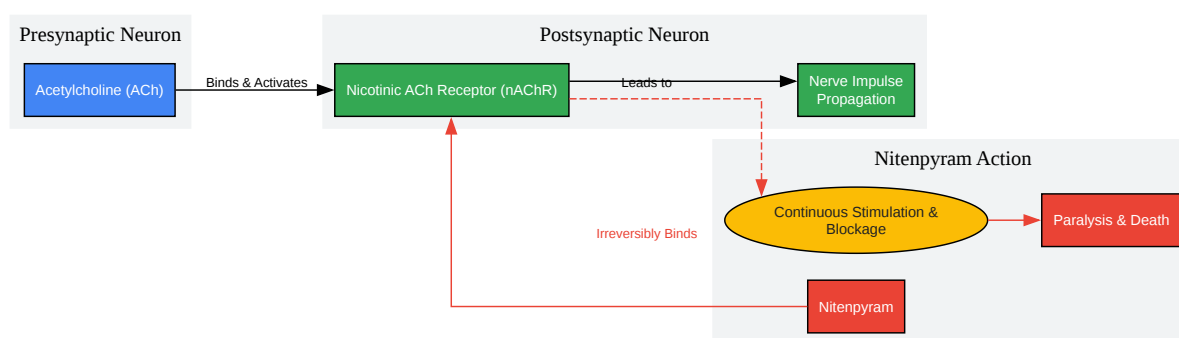 Presynaptic Neuron
Postsynaptic Neuron
Acetylcholine (ACh)
Binds & Activates
Nicotinic ACh Receptor (nAChR)
Leads to
Nerve Impulse
Propagation
Nitenpyram Action
Continuous Stimulation &
Blockage
Paralysis & Death
Irreversibly Binds
Nitenpyram